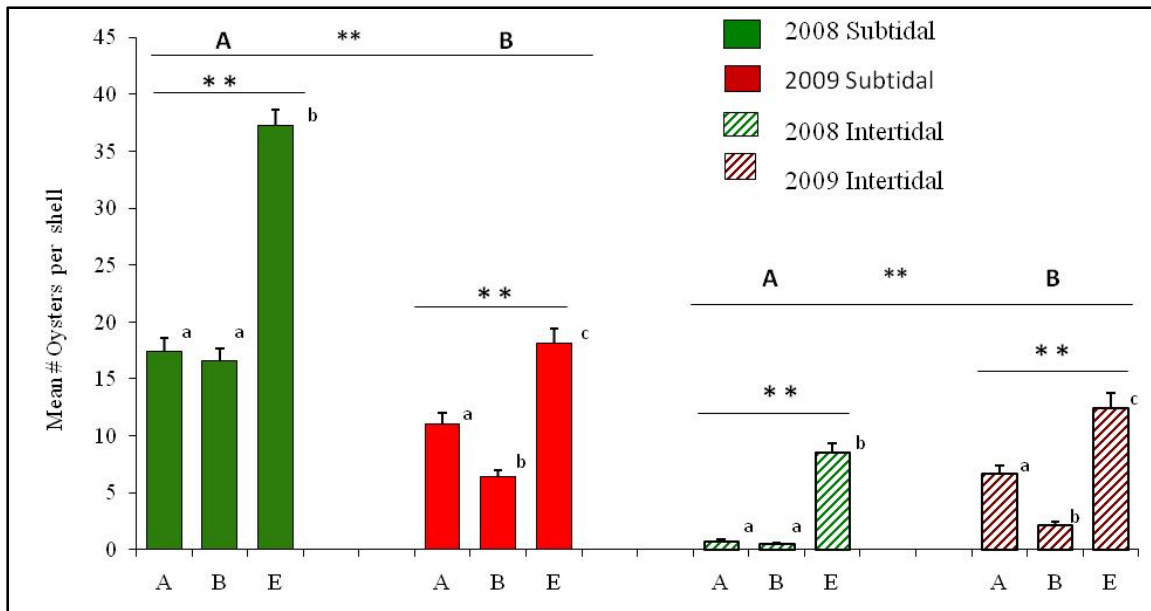 45
40
35
30
25
20
15
10
5
0
Mean # Oysters per shell
A ** B
* *
b
a a
* *
a b c
A ** B
* *
a a b
* *
a b c
A B E A B E A B E A B E
2008 Subtidal
2009 Subtidal
2008 Intertidal
2009 Intertidal